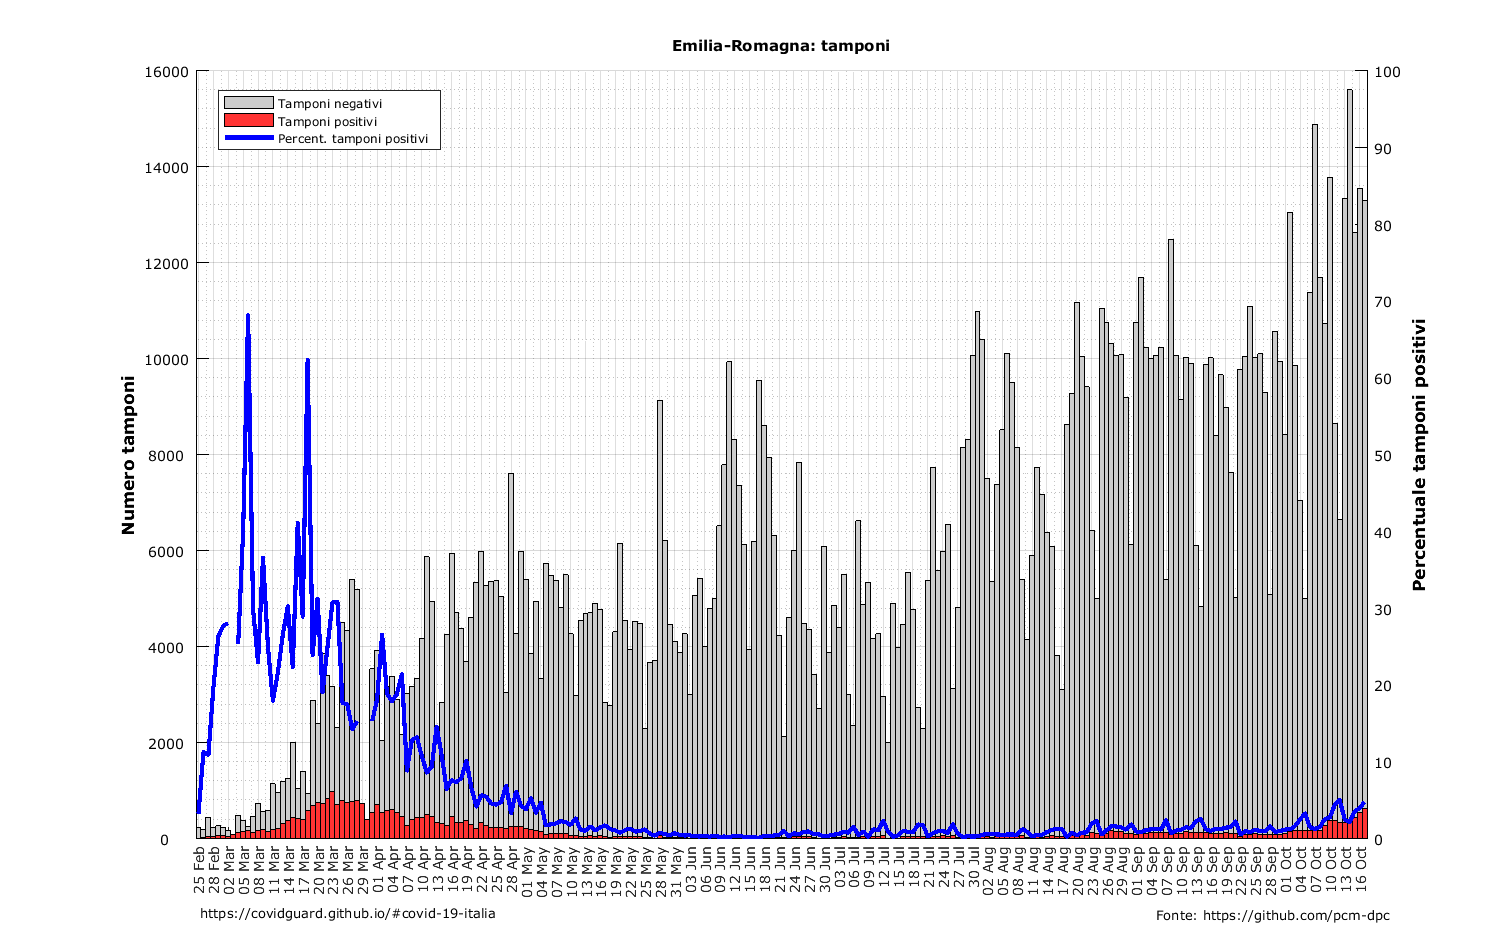 Emilia-Romagna: tamponi
Tamponi negativi
Tamponi positivi
Percent. tamponi positivi
Numero tamponi
16000
14000
12000
10000
8000
6000
4000
2000
0
Percentuale tamponi positivi
100
90
80
70
60
50
40
30
20
10
0
25 Feb
28 Feb
02 Mar
05 Mar
08 Mar
11 Mar
14 Mar
17 Mar
20 Mar
23 Mar
26 Mar
29 Mar
01 Apr
04 Apr
07 Apr
10 Apr
13 Apr
16 Apr
19 Apr
22 Apr
25 Apr
28 Apr
01 May
04 May
07 May
10 May
13 May
16 May
19 May
22 May
25 May
28 May
31 May
03 Jun
06 Jun
09 Jun
12 Jun
15 Jun
18 Jun
21 Jun
24 Jun
27 Jun
30 Jun
03 Jul
06 Jul
09 Jul
12 Jul
15 Jul
18 Jul
21 Jul
24 Jul
27 Jul
30 Jul
02 Aug
05 Aug
08 Aug
11 Aug
14 Aug
17 Aug
20 Aug
23 Aug
26 Aug
29 Aug
01 Sep
04 Sep
07 Sep
10 Sep
13 Sep
16 Sep
19 Sep
22 Sep
25 Sep
28 Sep
01 Oct
04 Oct
07 Oct
10 Oct
13 Oct
16 Oct
https://covidguard.github.io/#covid-19-italia
Fonte: https://github.com/pcm-dpc